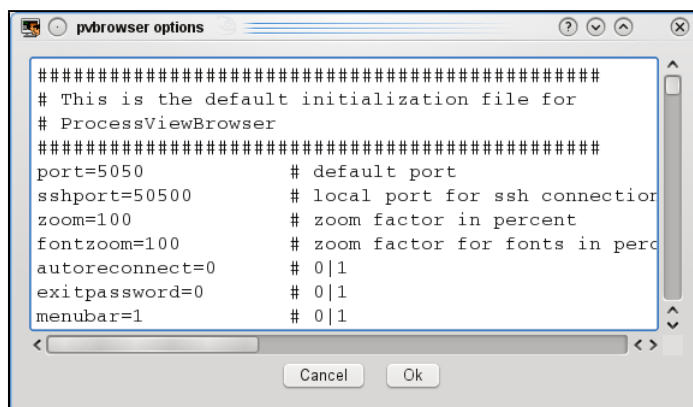 pvbrowser options
###############################################
# This is the default initialization file for
# ProcessViewBrowser
###############################################
port=5050 # default port
sshport=50500 # local port for ssh connection
zoom=100 # zoom factor in percent
fontzoom=100 # zoom factor for fonts in perc
autoreconnect=0 # 0|1
exitpassword=0 # 0|1
menubar=1 # 0|1
Cancel Ok